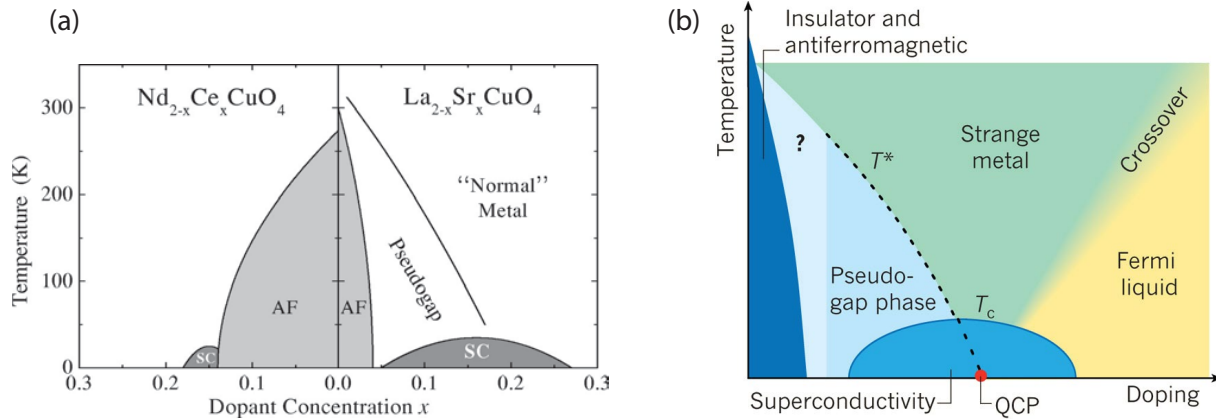 (a)
Nd2-xCexCuO4
La2-xSrxCuO4
300
200
100
0
Temperature (K)
“Normal”
Metal
Pseudogap
AF
AF
SC
SC
0.3
0.2
0.1
0.0
0.1
0.2
0.3
Dopant Concentration x
(b)
Insulator and
antiferromagnetic
Temperature
?
T*
Strange
metal
Crossover
Pseudo-
gap phase
Tc
Fermi
liquid
Superconductivity
QCP
Doping